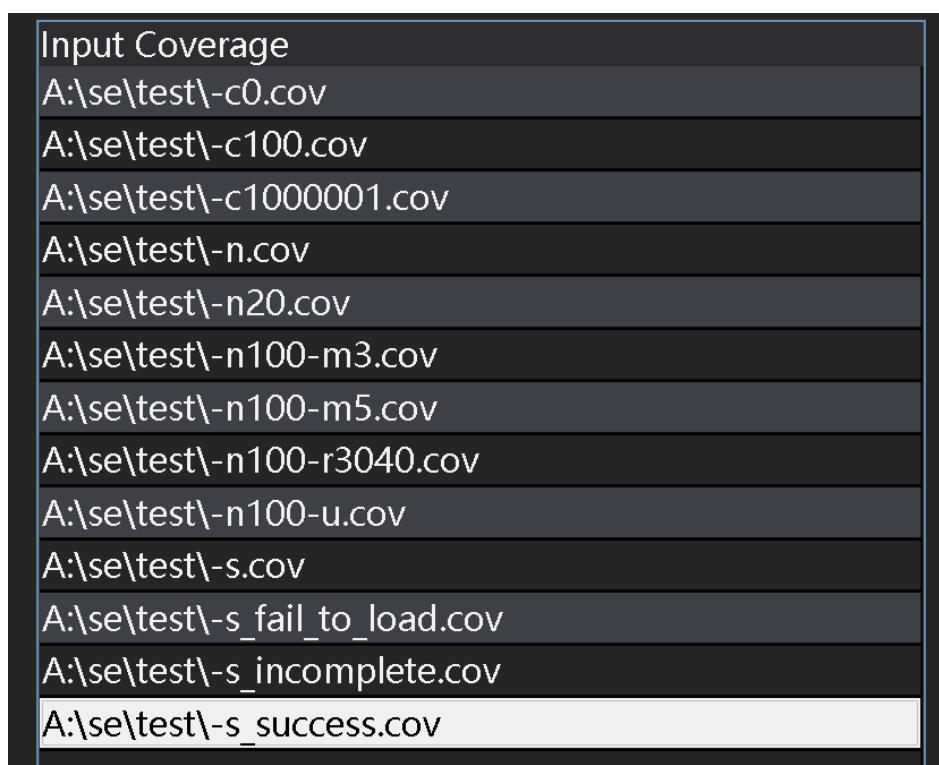 Input Coverage
A:\se\test\-c0.cov
A:\se\test\-c100.cov
A:\se\test\-c1000001.cov
A:\se\test\-n.cov
A:\se\test\-n20.cov
A:\se\test\-n100-m3.cov
A:\se\test\-n100-m5.cov
A:\se\test\-n100-r3040.cov
A:\se\test\-n100-u.cov
A:\se\test\-s.cov
A:\se\test\-s_fail_to_load.cov
A:\se\test\-s_incomplete.cov
A:\se\test\-s_success.cov